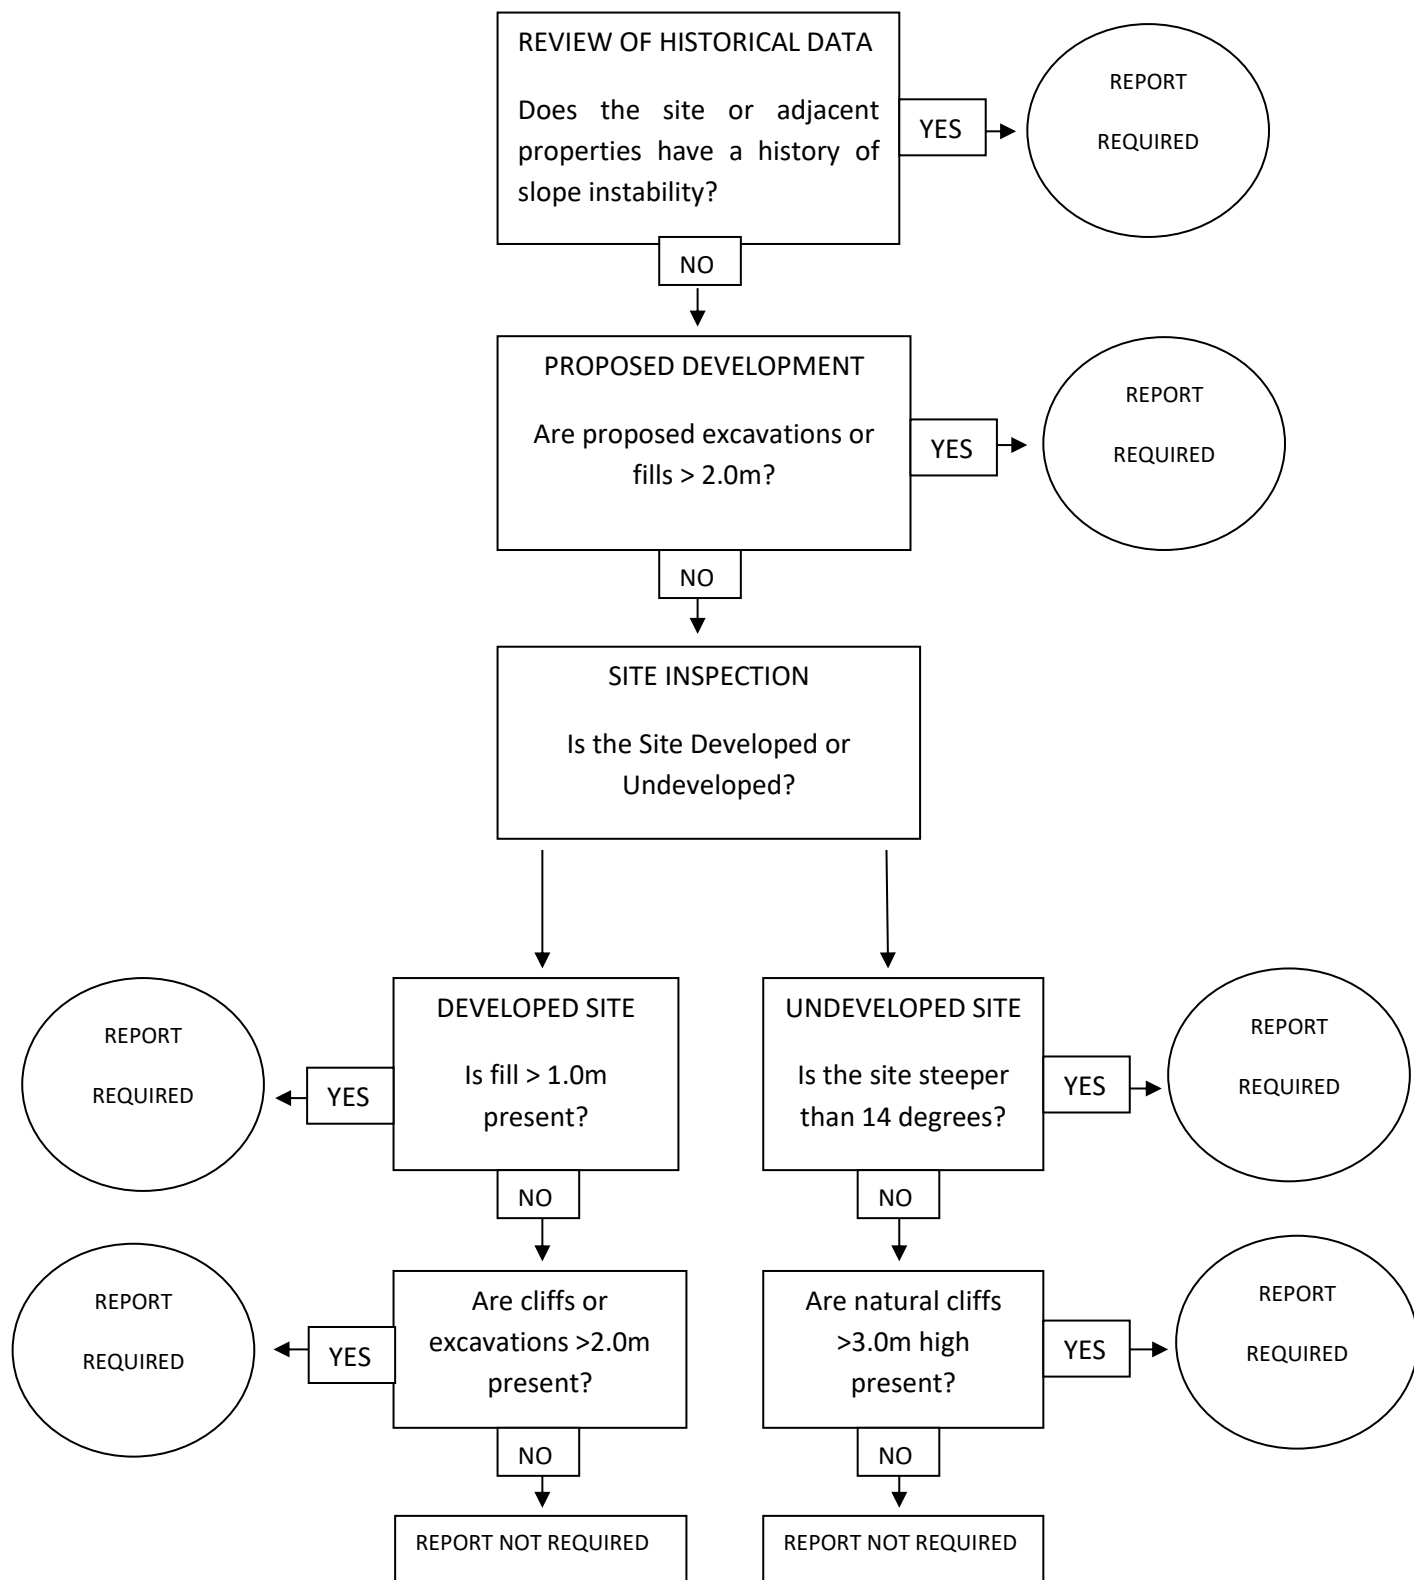 REVIEW OF HISTORICAL DATA
Does the site or adjacent
properties have a history of
slope instability?
YES
REPORT
REQUIRED
NO
PROPOSED DEVELOPMENT
Are proposed excavations or
fills > 2.0m?
YES
REPORT
REQUIRED
NO
SITE INSPECTION
Is the Site Developed or
Undeveloped?
DEVELOPED SITE
Is fill > 1.0m
present?
YES
REPORT
REQUIRED
NO
Are cliffs or
excavations >2.0m
present?
YES
REPORT
REQUIRED
NO
REPORT NOT REQUIRED
UNDEVELOPED SITE
Is the site steeper
than 14 degrees?
YES
REPORT
REQUIRED
NO
Are natural cliffs
>3.0m high
present?
YES
REPORT
REQUIRED
NO
REPORT NOT REQUIRED